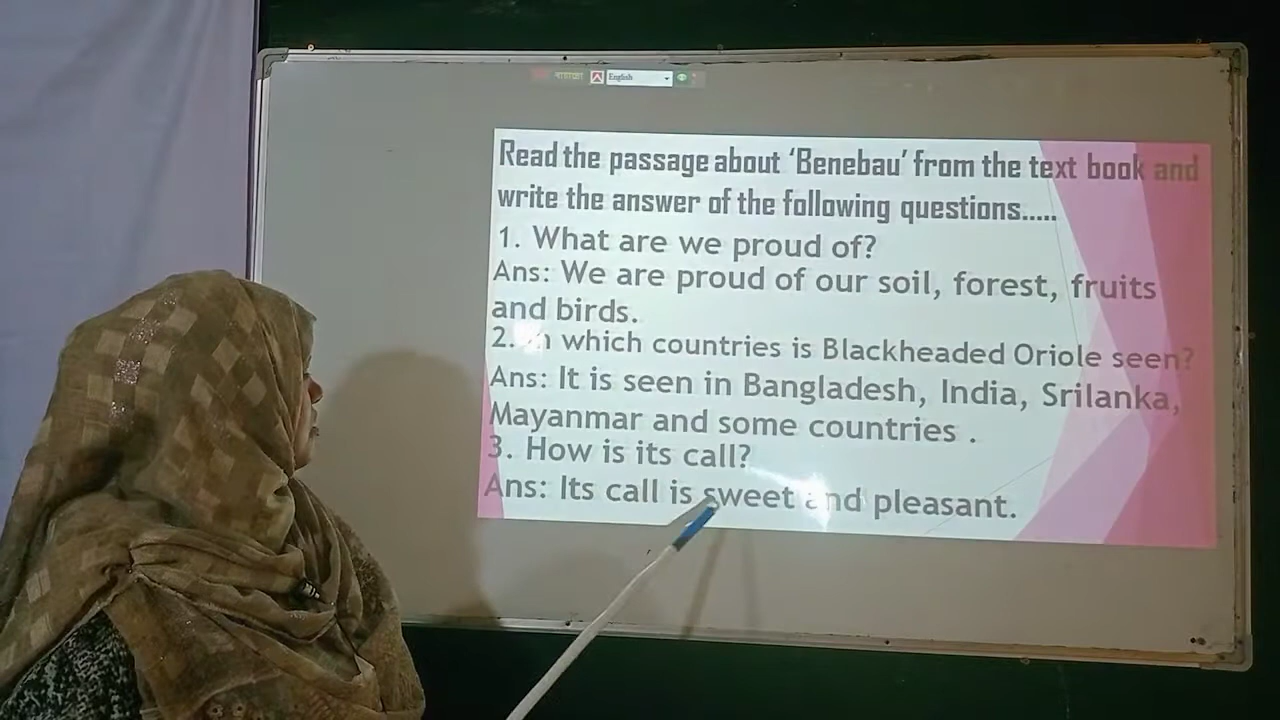 English
Read the passage about ‘Benebau’ from the text book and
write the answer of the following questions.....
1. What are we proud of?
Ans: We are proud of our soil, forest, fruits
and birds.
2. which countries is Blackheaded Oriole seen?
Ans: It is seen in Bangladesh, India, Srilanka,
Mayanmar and some countries .
3. How is its call?
Ans: Its call is sweet and pleasant.